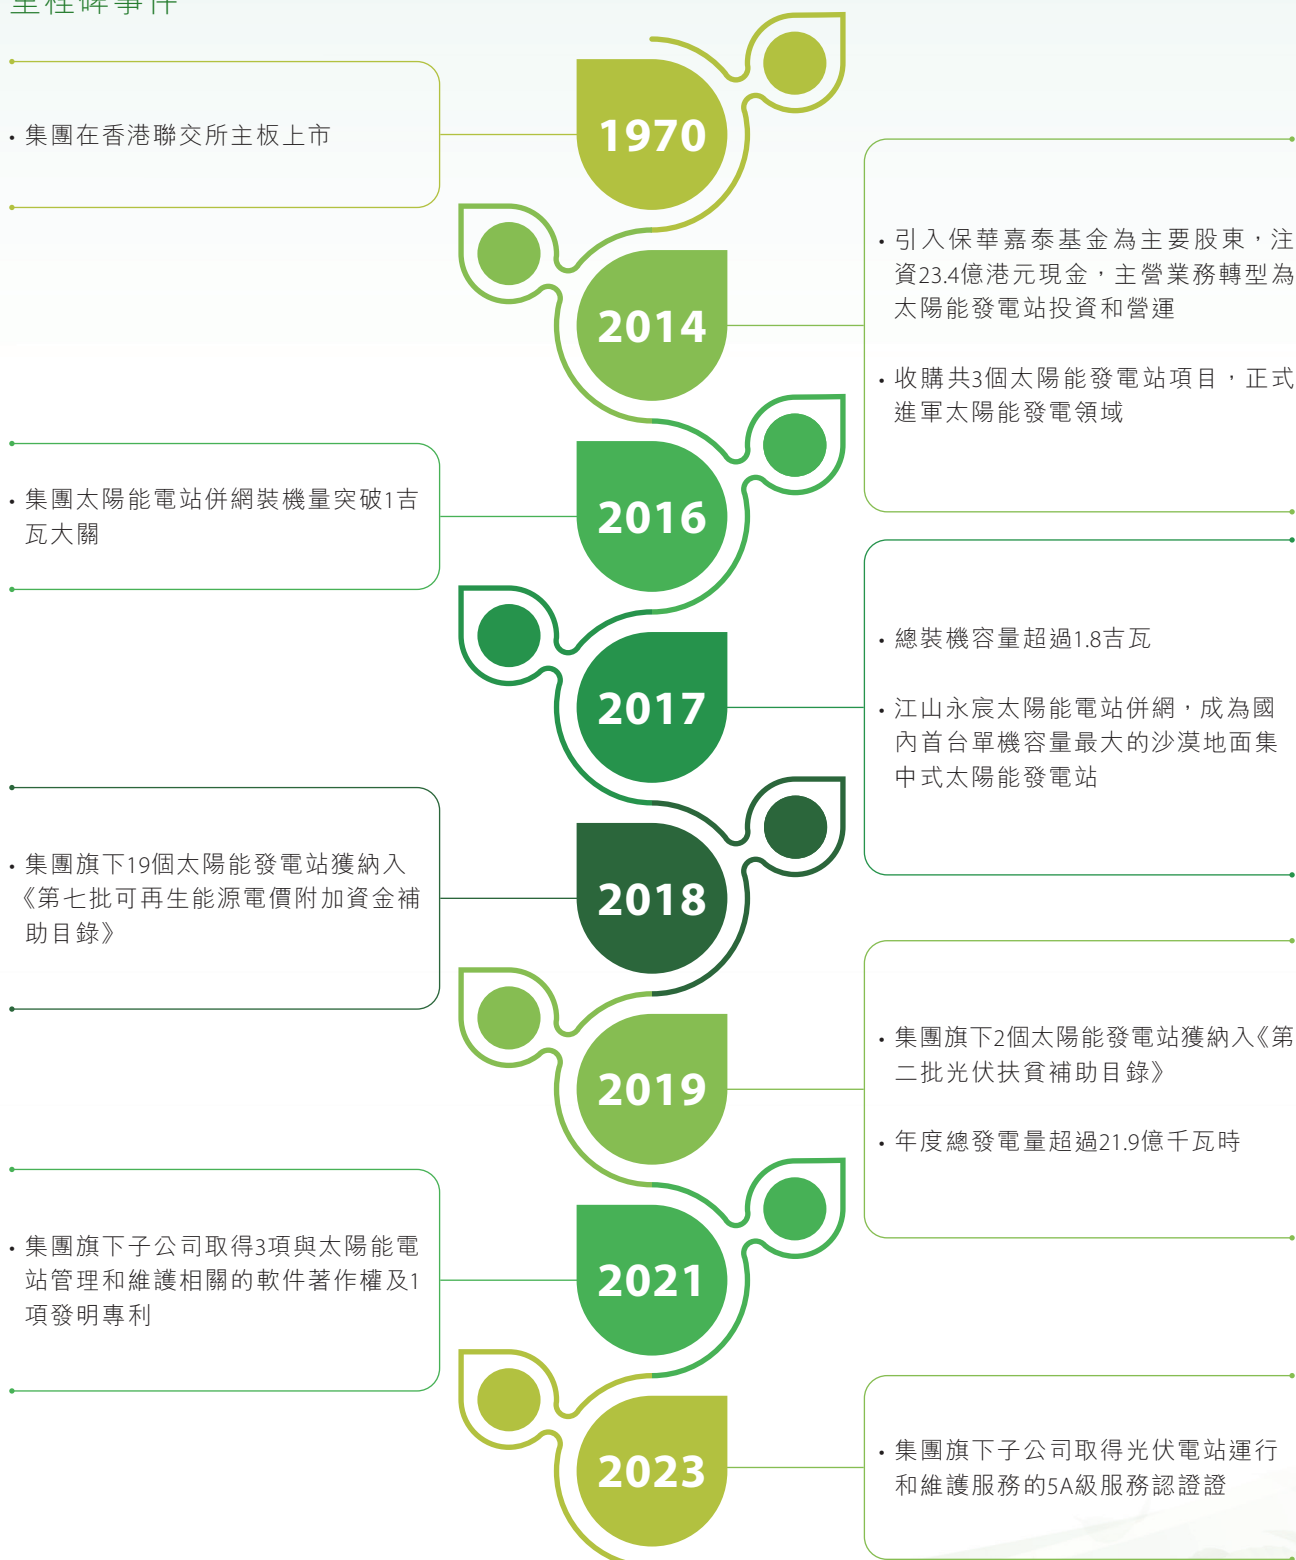 里程碑事件
1970
• 集團在香港聯交所主板上市
2014
• 引入保華嘉泰基金為主要股東，注
資23.4億港元現金，主營業務轉型為
太陽能發電站投資和營運
• 收購共3個太陽能發電站項目，正式
進軍太陽能發電領域
2016
• 集團太陽能電站併網裝機量突破1吉
瓦大關
2017
• 總裝機容量超過1.8吉瓦
• 江山永宸太陽能電站併網，成為國
內首台單機容量最大的沙漠地面集
中式太陽能發電站
2018
• 集團旗下19個太陽能發電站獲納入
《第七批可再生能源電價附加資金補
助目錄》
2019
• 集團旗下2個太陽能發電站獲納入《第
二批光伏扶貧補助目錄》
• 年度總發電量超過21.9億千瓦時
2021
• 集團旗下子公司取得3項與太陽能電
站管理和維護相關的軟件著作權及1
項發明專利
2023
• 集團旗下子公司取得光伏電站運行
和維護服務的5A級服務認證證